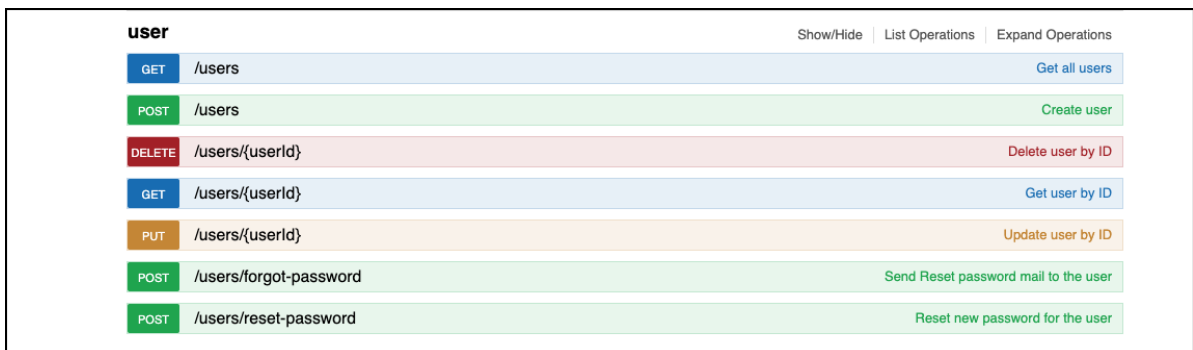 user Show/Hide List Operations Expand Operations
GET /users Get all users
POST /users Create user
DELETE /users/{userId} Delete user by ID
GET /users/{userId} Get user by ID
PUT /users/{userId} Update user by ID
POST /users/forgot-password Send Reset password mail to the user
POST /users/reset-password Reset new password for the user